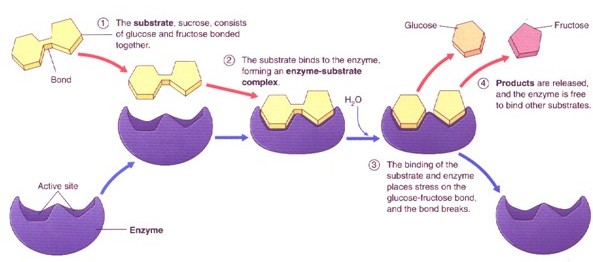 ① The substrate, sucrose, consists
of glucose and fructose bonded
together.
Bond
② The substrate binds to the enzyme,
forming an enzyme-substrate
complex.
H₂O
Glucose
Fructose
④ Products are released,
and the enzyme is free
to bind other substrates.
③ The binding of the
substrate and enzyme
places stress on the
glucose-fructose bond,
and the bond breaks.
Active site
Enzyme